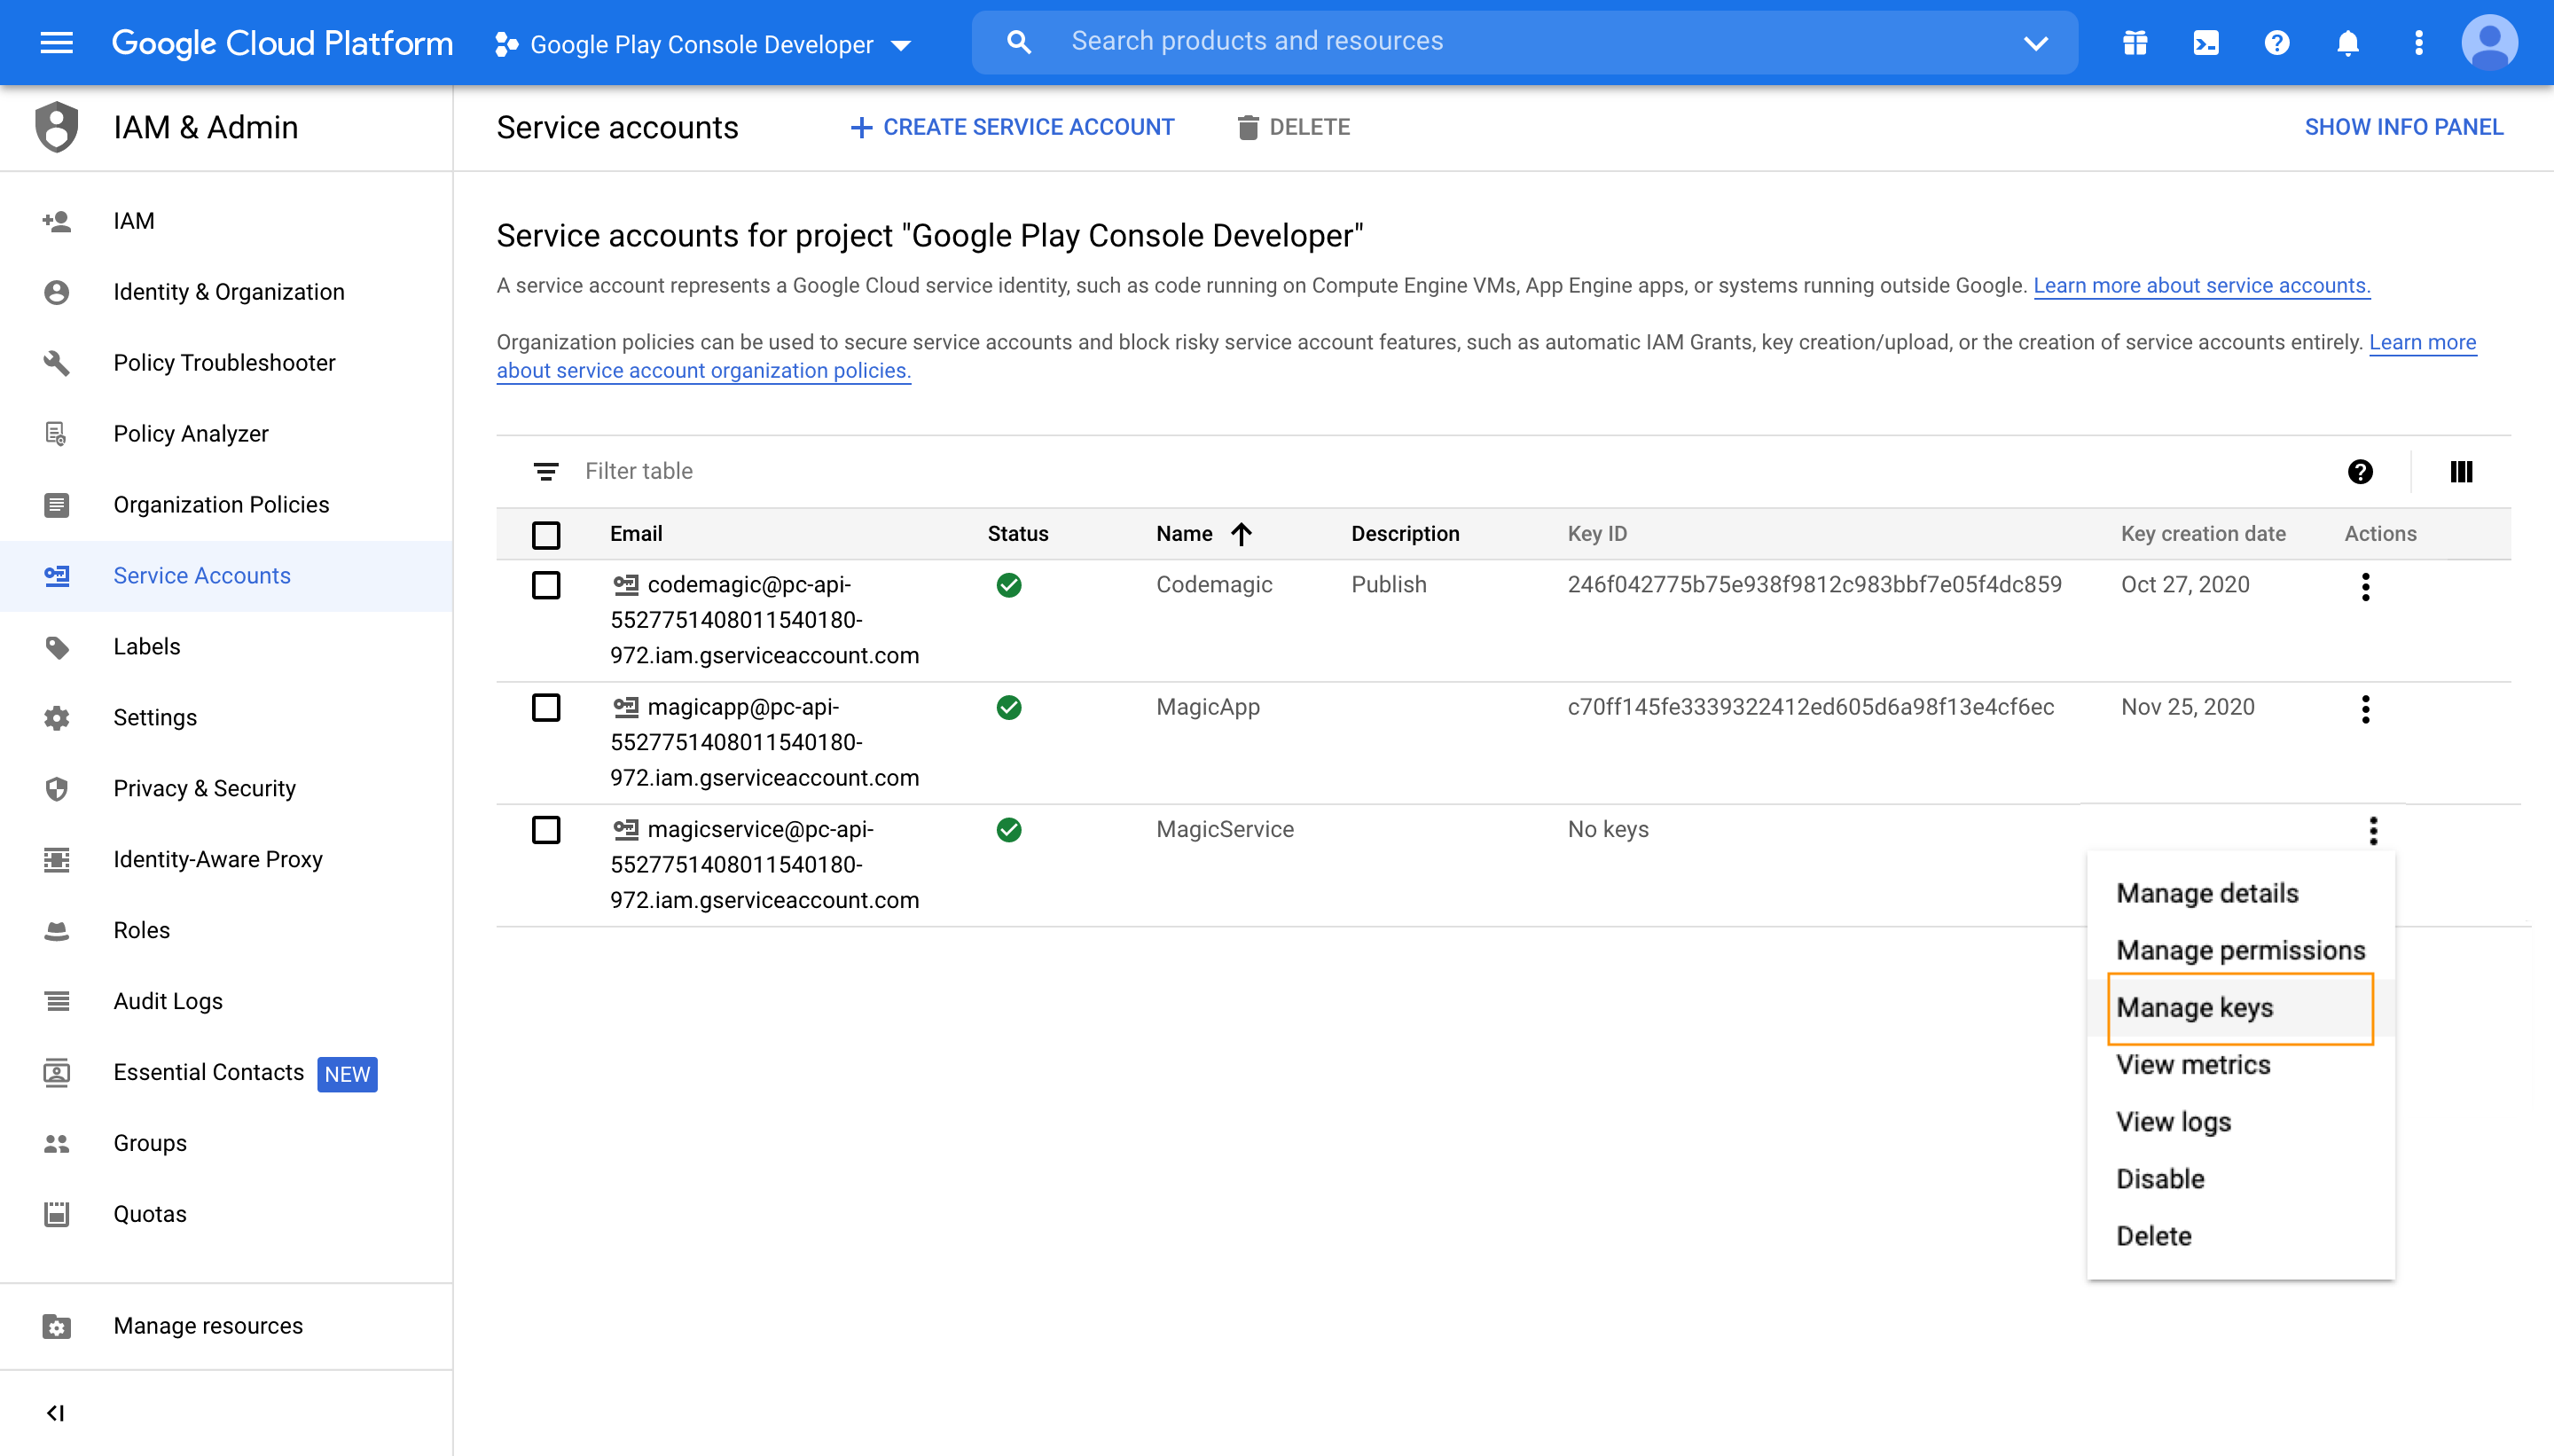 Google Cloud Platform
Google Play Console Developer
Search products and resources
IAM & Admin
Service accounts
CREATE SERVICE ACCOUNT
DELETE
SHOW INFO PANEL
IAM
Identity & Organization
Policy Troubleshooter
Policy Analyzer
Organization Policies
Service Accounts
Labels
Settings
Privacy & Security
Identity-Aware Proxy
Roles
Audit Logs
Essential Contacts NEW
Groups
Quotas
Manage resources
Service accounts for project "Google Play Console Developer"
A service account represents a Google Cloud service identity, such as code running on Compute Engine VMs, App Engine apps, or systems running outside Google. Learn more about service accounts.
Organization policies can be used to secure service accounts and block risky service account features, such as automatic IAM Grants, key creation/upload, or the creation of service accounts entirely. Learn more
about service account organization policies.
Filter table
Email Status Name Description Key ID Key creation date Actions
codemagic@pc-api- Codemagic Publish 246f042775b75e938f9812c983bbf7e05f4dc859 Oct 27, 2020
5527751408011540180-
972.iam.gserviceaccount.com
magicapp@pc-api- MagicApp c70ff145fe3339322412ed605d6a98f13e4cf6ec Nov 25, 2020
5527751408011540180-
972.iam.gserviceaccount.com
magicservice@pc-api- MagicService No keys
5527751408011540180-
972.iam.gserviceaccount.com
Manage details
Manage permissions
Manage keys
View metrics
View logs
Disable
Delete